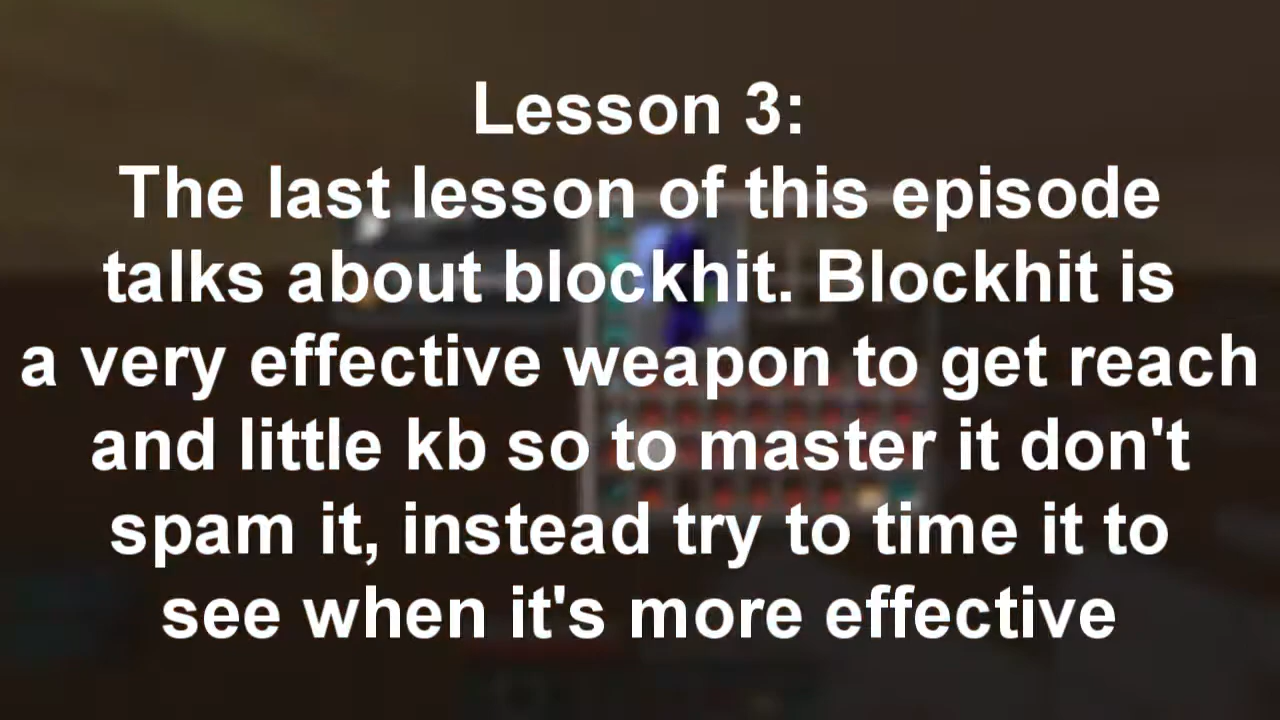 Lesson 3:
The last lesson of this episode
talks about blockhit. Blockhit is
a very effective weapon to get reach
and little kb so to master it don't
spam it, instead try to time it to
see when it's more effective